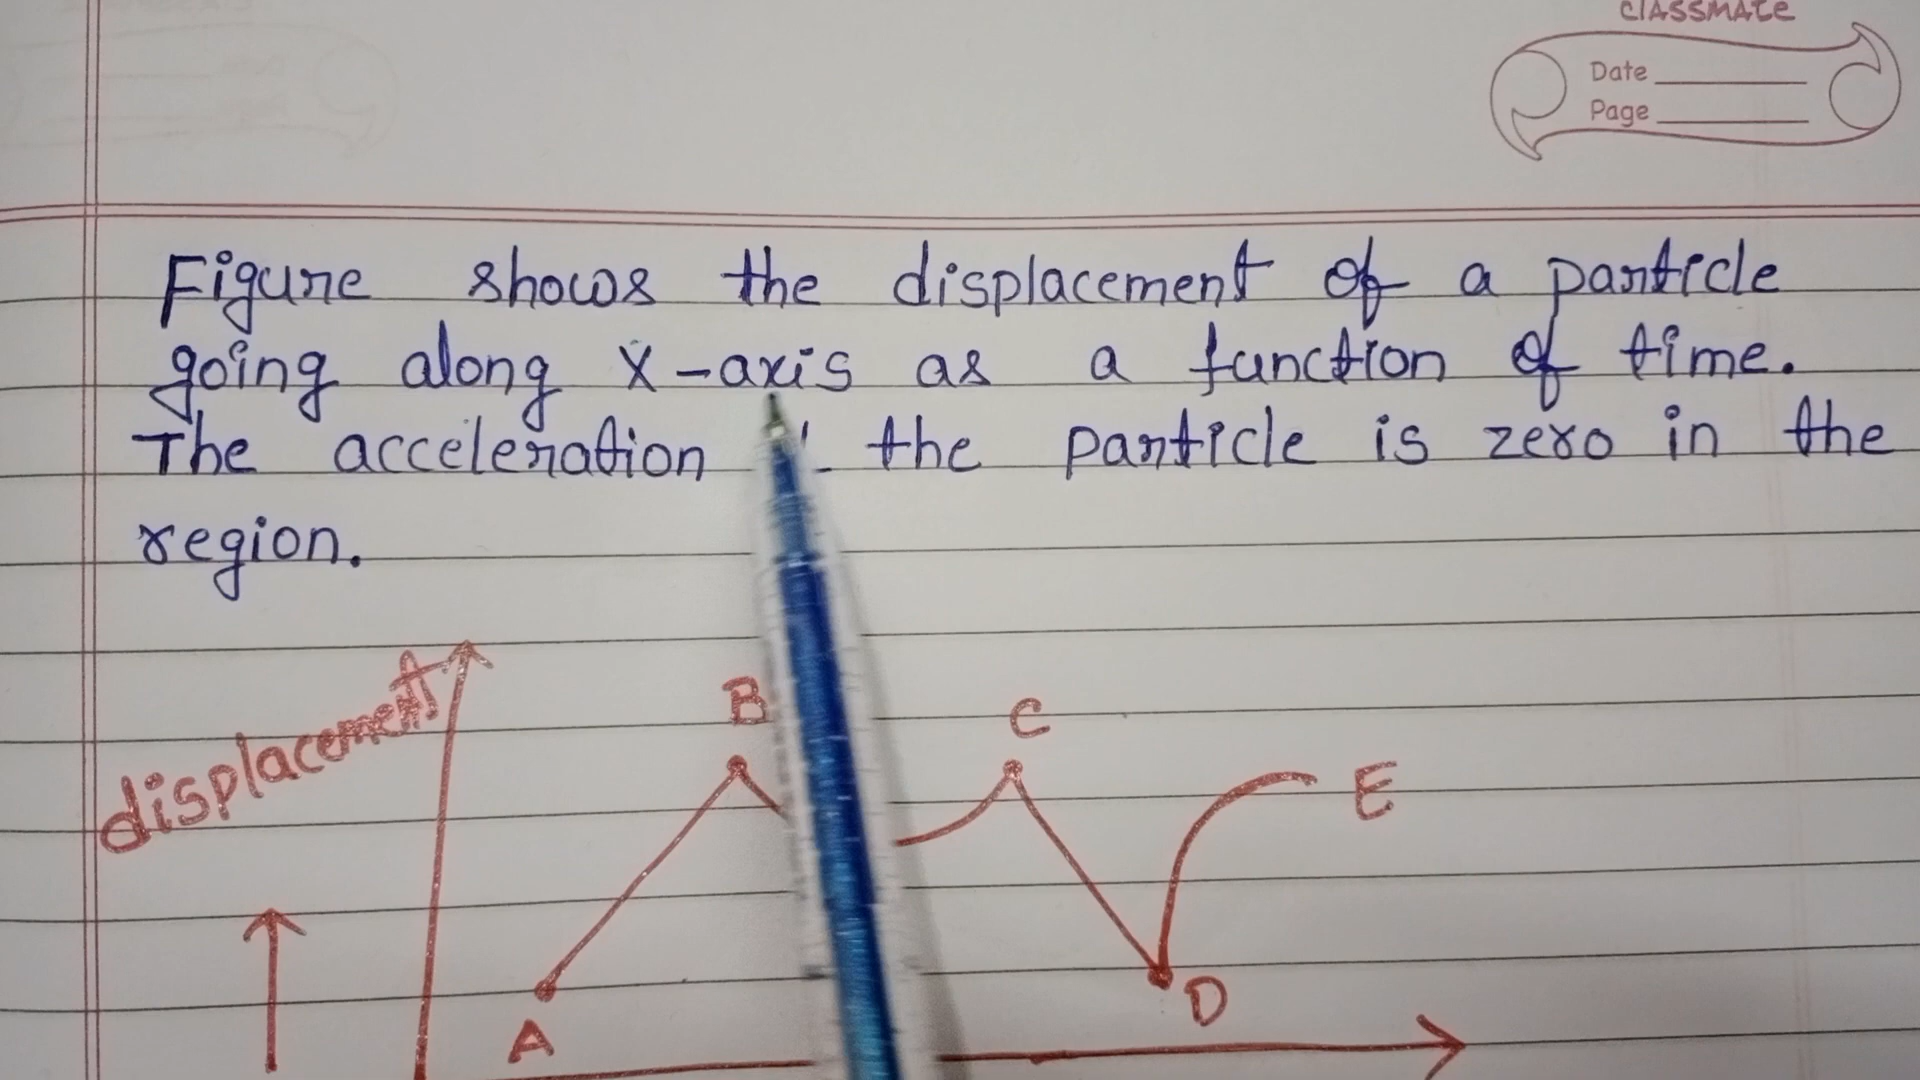 classmate
Date
Page
Figure shows the displacement of a particle
going along X-axis as a function of time.
The acceleration the particle is zero in the
region.
displacement
B
C
E
A
D